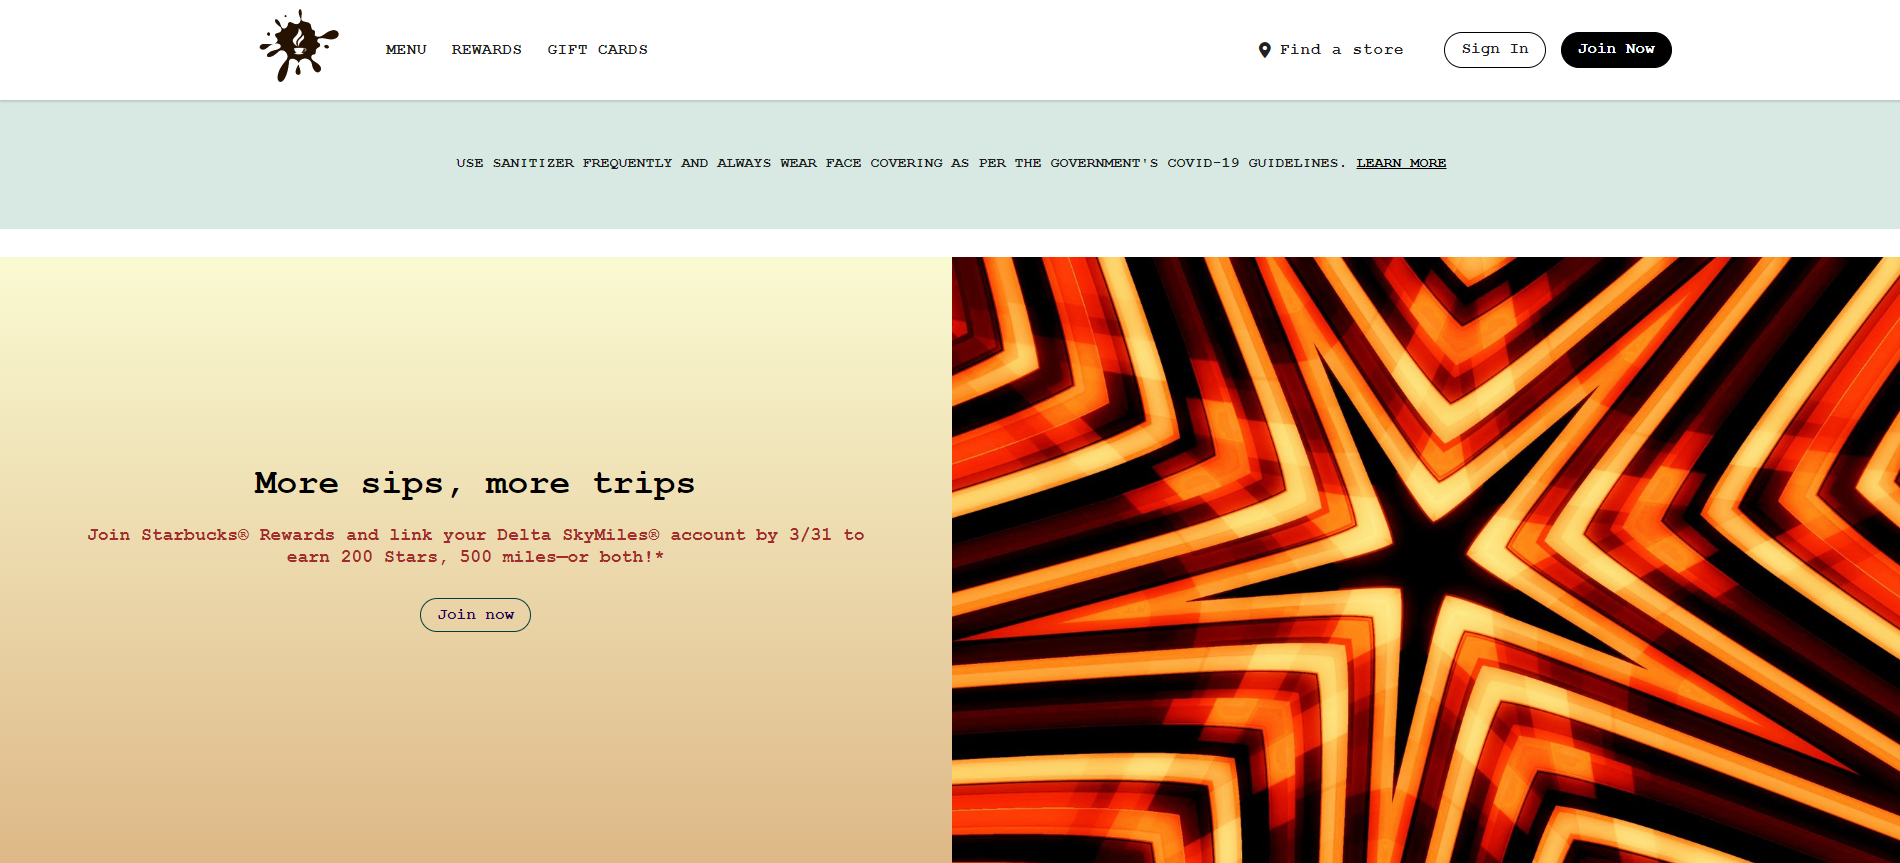 MENU REWARDS GIFT CARDS Find a store Sign In Join Now
USE SANITIZER FREQUENTLY AND ALWAYS WEAR FACE COVERING AS PER THE GOVERNMENT'S COVID-19 GUIDELINES. LEARN MORE
More sips, more trips
Join Starbucks® Rewards and link your Delta SkyMiles® account by 3/31 to
earn 200 Stars, 500 miles—or both!*
Join now